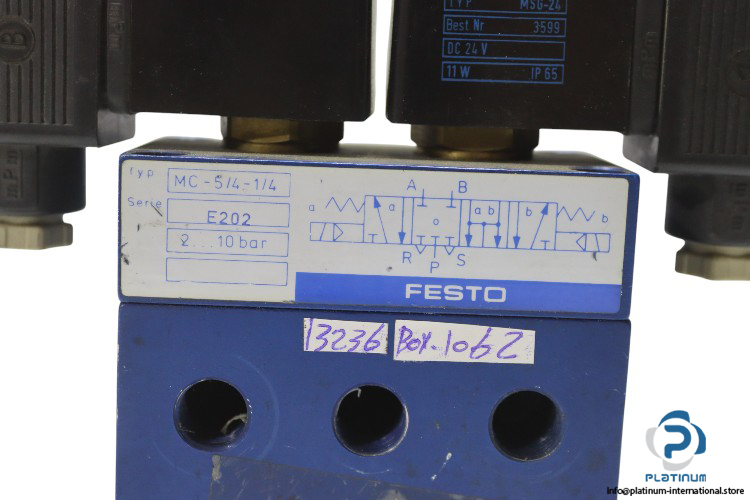 Typ MSG-24
Best Nr 3599
DC 24 V
11 W IP 65
Typ MC-5/4-1/4
Serie E202
2...10 bar
A B
a a o a b b b
R P S
FESTO
13236 Box.1062
PLATINUM
info@platinum-international.store